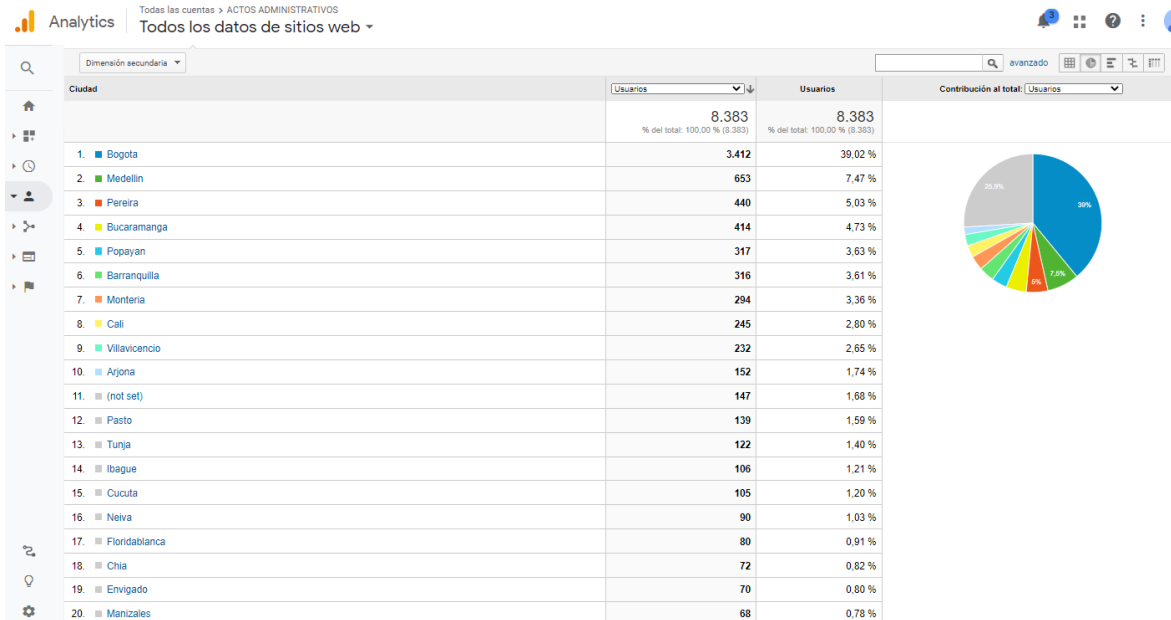 Analytics
Todas las cuentas > ACTOS ADMINISTRATIVOS
Todos los datos de sitios web
3
Dimensión secundaria
avanzado
Ciudad
Usuarios
Usuarios
Contribución al total: Usuarios
8.383 8.383
% del total: 100,00 % (8.383) % del total: 100,00 % (8.383)
1. Bogota 3.412 39,02 %
2. Medellin 653 7,47 %
3. Pereira 440 5,03 %
4. Bucaramanga 414 4,73 %
5. Popayan 317 3,63 %
6. Barranquilla 316 3,61 %
7. Monteria 294 3,36 %
8. Cali 245 2,80 %
9. Villavicencio 232 2,65 %
10. Arjona 152 1,74 %
11. (not set) 147 1,68 %
12. Pasto 139 1,59 %
13. Tunja 122 1,40 %
14. Ibague 106 1,21 %
15. Cucuta 105 1,20 %
16. Neiva 90 1,03 %
17. Floridablanca 80 0,91 %
18. Chia 72 0,82 %
19. Envigado 70 0,80 %
20. Manizales 68 0,78 %
39%
7,5%
5%